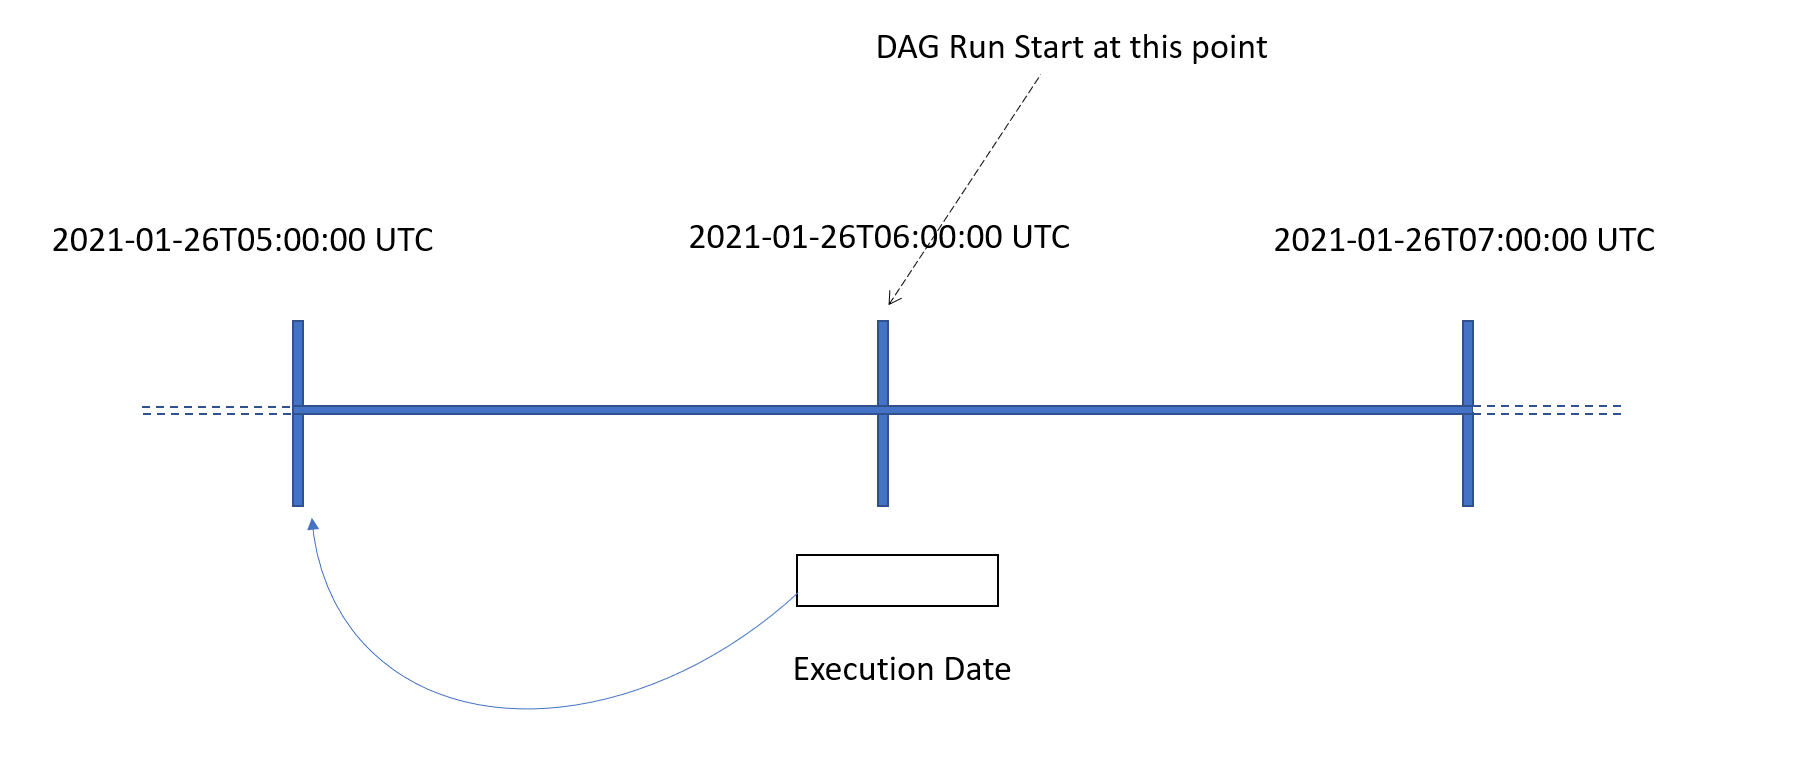 DAG Run Start at this point
2021-01-26T05:00:00 UTC
2021-01-26T06:00:00 UTC
2021-01-26T07:00:00 UTC
Execution Date